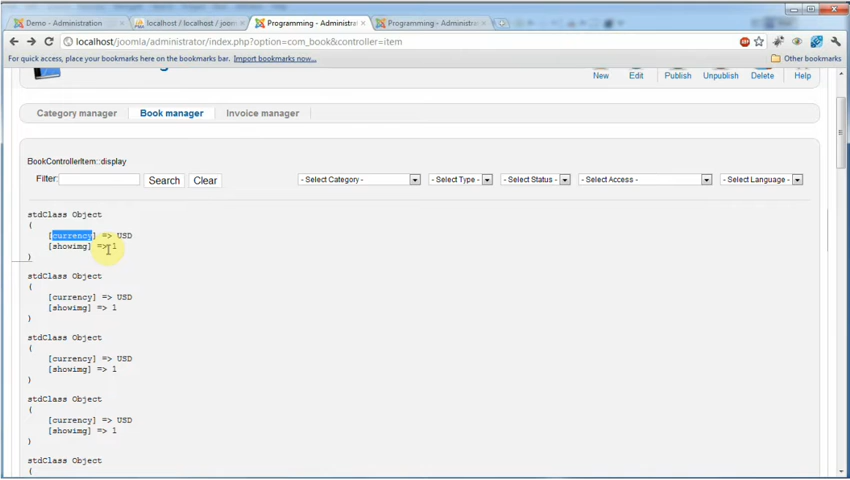 Demo - Administration
localhost / localhost / joom
Programming - Administrat
Programming - Administrat
localhost/joomla/administrator/index.php?option=com_book&controller=item
For quick access, place your bookmarks here on the bookmarks bar. Import bookmarks now...
Other bookmarks
New Edit Publish Unpublish Delete Help
Category manager Book manager Invoice manager
BookControllerItem::display
Filter: Search Clear - Select Category - - Select Type - - Select Status - - Select Access - - Select Language -
stdClass Object
(
[currency] => USD
[showimg] => 1
)
stdClass Object
(
[currency] => USD
[showimg] => 1
)
stdClass Object
(
[currency] => USD
[showimg] => 1
)
stdClass Object
(
[currency] => USD
[showimg] => 1
)
stdClass Object
(